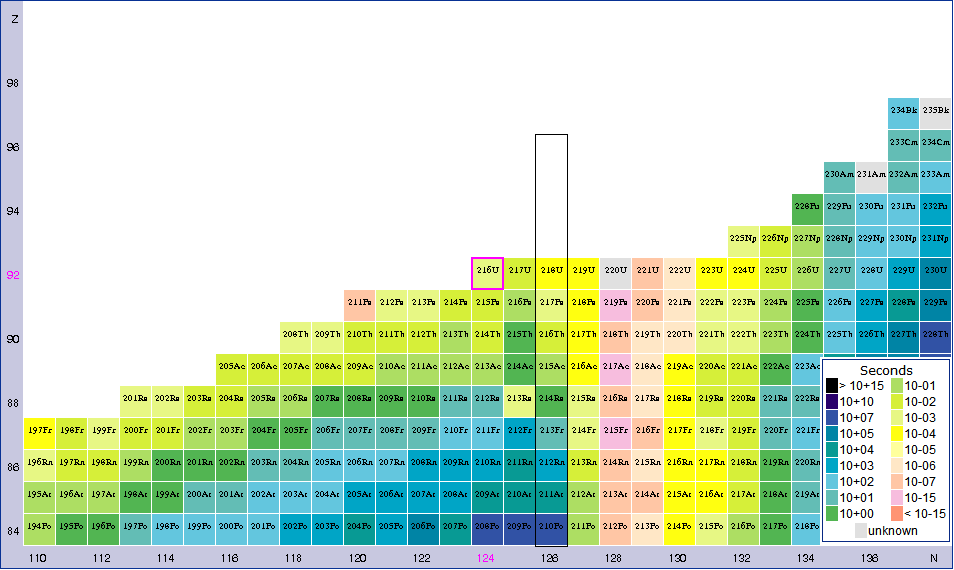 Z
98
234Bk 235Bk
96 233Cm 234Cm
230Am 231Am 232Am 233Am
94 228Pu 229Pu 230Pu 231Pu 232Pu
225Np 226Np 227Np 228Np 229Np 230Np 231Np
92 216U 217U 218U 219U 220U 221U 222U 223U 224U 225U 226U 227U 228U 229U 230U
211Pa 212Pa 213Pa 214Pa 215Pa 216Pa 217Pa 218Pa 219Pa 220Pa 221Pa 222Pa 223Pa 224Pa 225Pa 226Pa 227Pa 228Pa 229Pa
90 208Th 209Th 210Th 211Th 212Th 213Th 214Th 215Th 216Th 217Th 218Th 219Th 220Th 221Th 222Th 223Th 224Th 225Th 226Th 227Th 228Th
205Ac 206Ac 207Ac 208Ac 209Ac 210Ac 211Ac 212Ac 213Ac 214Ac 215Ac 216Ac 217Ac 218Ac 219Ac 220Ac 221Ac 222Ac 223Ac
88 201Ra 202Ra 203Ra 204Ra 205Ra 206Ra 207Ra 208Ra 209Ra 210Ra 211Ra 212Ra 213Ra 214Ra 215Ra 216Ra 217Ra 218Ra 219Ra 220Ra 221Ra 222Ra
197Fr 198Fr 199Fr 200Fr 201Fr 202Fr 203Fr 204Fr 205Fr 206Fr 207Fr 208Fr 209Fr 210Fr 211Fr 212Fr 213Fr 214Fr 215Fr 216Fr 217Fr 218Fr 219Fr 220Fr 221Fr
86 196Rn 197Rn 198Rn 199Rn 200Rn 201Rn 202Rn 203Rn 204Rn 205Rn 206Rn 207Rn 208Rn 209Rn 210Rn 211Rn 212Rn 213Rn 214Rn 215Rn 216Rn 217Rn 218Rn 219Rn 220Rn
195At 196At 197At 198At 199At 200At 201At 202At 203At 204At 205At 206At 207At 208At 209At 210At 211At 212At 213At 214At 215At 216At 217At 218At 219At
84 194Po 195Po 196Po 197Po 198Po 199Po 200Po 201Po 202Po 203Po 204Po 205Po 206Po 207Po 208Po 209Po 210Po 211Po 212Po 213Po 214Po 215Po 216Po 217Po 218Po
110 112 114 116 118 120 122 124 126 128 130 132 134 136 N
Seconds
> 10+15 10-01
10+10 10-02
10+07 10-03
10+05 10-04
10+04 10-05
10+03 10-06
10+02 10-07
10+01 10-15
10+00 < 10-15
unknown